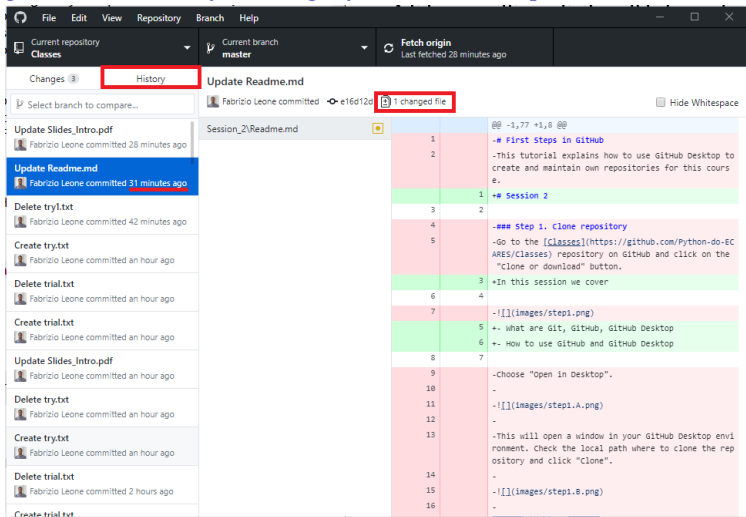 File Edit View Repository Branch Help
Current repository
Classes
Current branch
master
Fetch origin
Last fetched 28 minutes ago
Changes 3
History
Select branch to compare...
Update Slides_Intro.pdf
Fabrizio Leone committed 28 minutes ago
Update Readme.md
Fabrizio Leone committed 31 minutes ago
Delete try1.txt
Fabrizio Leone committed 42 minutes ago
Create try.txt
Fabrizio Leone committed an hour ago
Delete trial.txt
Fabrizio Leone committed an hour ago
Create trial.txt
Fabrizio Leone committed an hour ago
Update Slides_Intro.pdf
Fabrizio Leone committed an hour ago
Delete try.txt
Fabrizio Leone committed an hour ago
Create try.txt
Fabrizio Leone committed an hour ago
Delete trial.txt
Fabrizio Leone committed 2 hours ago
Create trial.txt
Update Readme.md
Fabrizio Leone committed e16d12d 1 changed file
Hide Whitespace
Session_2\Readme.md
@@ -1,77 +1,8 @@
1 -# First Steps in GitHub
2 -This tutorial explains how to use GitHub Desktop to
create and maintain own repositories for this cours
e.
1 +# Session 2
3 2
4 -### Step 1. Clone repository
5 -Go to the [Classes](https://github.com/Python-do-EC
ARES/Classes) repository on GitHub and click on the
"Clone or download" button.
3 +In this session we cover
6 4
7 -![](images/step1.png)
5 +- What are Git, GitHub, GitHub Desktop
6 +- How to use GitHub and GitHub Desktop
8 7
9 -Choose "Open in Desktop".
10 -
11 -![](images/step1.A.png)
12 -
13 -This will open a window in your GitHub Desktop envi
ronment. Check the local path where to clone the rep
ository and click "Clone".
14 -
15 -![](images/step1.B.png)
16 -